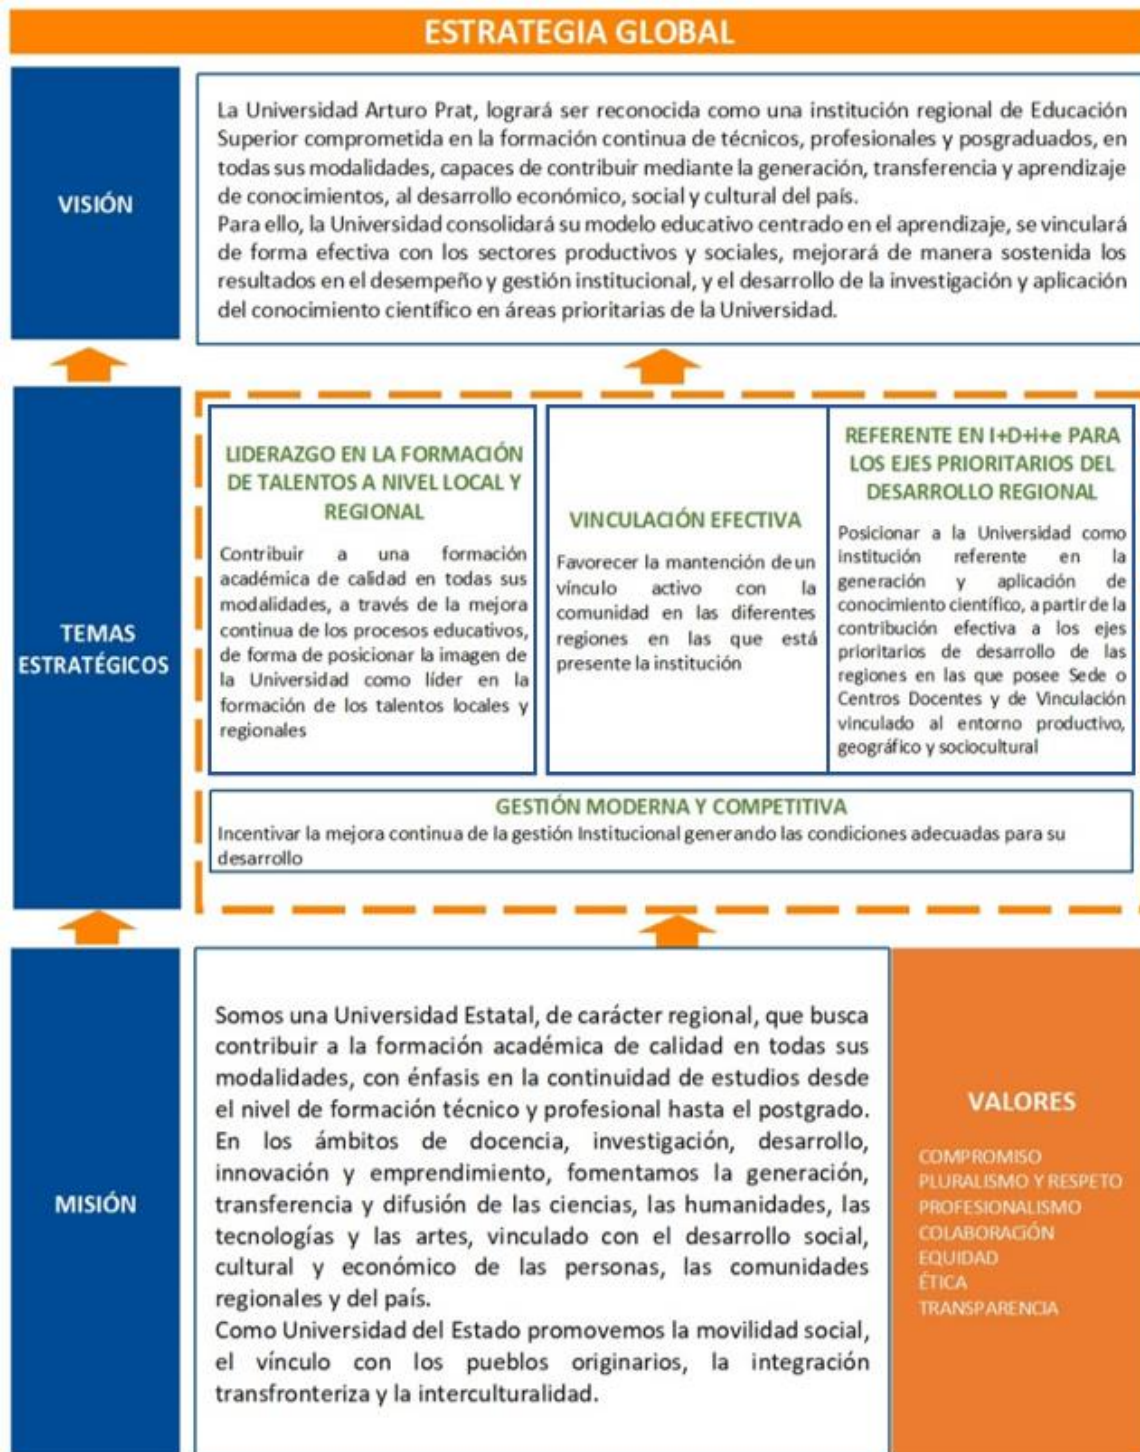 ESTRATEGIA GLOBAL
VISIÓN
La Universidad Arturo Prat, logrará ser reconocida como una institución regional de Educación
Superior comprometida en la formación continua de técnicos, profesionales y posgraduados, en
todas sus modalidades, capaces de contribuir mediante la generación, transferencia y aprendizaje
de conocimientos, al desarrollo económico, social y cultural del país.
Para ello, la Universidad consolidará su modelo educativo centrado en el aprendizaje, se vinculará
de forma efectiva con los sectores productivos y sociales, mejorará de manera sostenida los
resultados en el desempeño y gestión institucional, y el desarrollo de la investigación y aplicación
del conocimiento científico en áreas prioritarias de la Universidad.
TEMAS
ESTRATÉGICOS
LIDERAZGO EN LA FORMACIÓN
DE TALENTOS A NIVEL LOCAL Y
REGIONAL
Contribuir a una formación
académica de calidad en todas sus
modalidades, a través de la mejora
continua de los procesos educativos,
de forma de posicionar la imagen de
la Universidad como líder en la
formación de los talentos locales y
regionales
VINCULACIÓN EFECTIVA
Favorecer la mantención de un
vínculo activo con la
comunidad en las diferentes
regiones en las que está
presente la institución
REFERENTE EN I+D+i+e PARA
LOS EJES PRIORITARIOS DEL
DESARROLLO REGIONAL
Posicionar a la Universidad como
institución referente en la
generación y aplicación de
conocimiento científico, a partir de la
contribución efectiva a los ejes
prioritarios de desarrollo de las
regiones en las que posee Sede o
Centros Docentes y de Vinculación
vinculado al entorno productivo,
geográfico y sociocultural
GESTIÓN MODERNA Y COMPETITIVA
Incentivar la mejora continua de la gestión Institucional generando las condiciones adecuadas para su
desarrollo
MISIÓN
Somos una Universidad Estatal, de carácter regional, que busca
contribuir a la formación académica de calidad en todas sus
modalidades, con énfasis en la continuidad de estudios desde
el nivel de formación técnico y profesional hasta el postgrado.
En los ámbitos de docencia, investigación, desarrollo,
innovación y emprendimiento, fomentamos la generación,
transferencia y difusión de las ciencias, las humanidades, las
tecnologías y las artes, vinculado con el desarrollo social,
cultural y económico de las personas, las comunidades
regionales y del país.
Como Universidad del Estado promovemos la movilidad social,
el vínculo con los pueblos originarios, la integración
transfronteriza y la interculturalidad.
VALORES
COMPROMISO
PLURALISMO Y RESPETO
PROFESIONALISMO
COLABORACIÓN
EQUIDAD
ÉTICA
TRANSPARENCIA